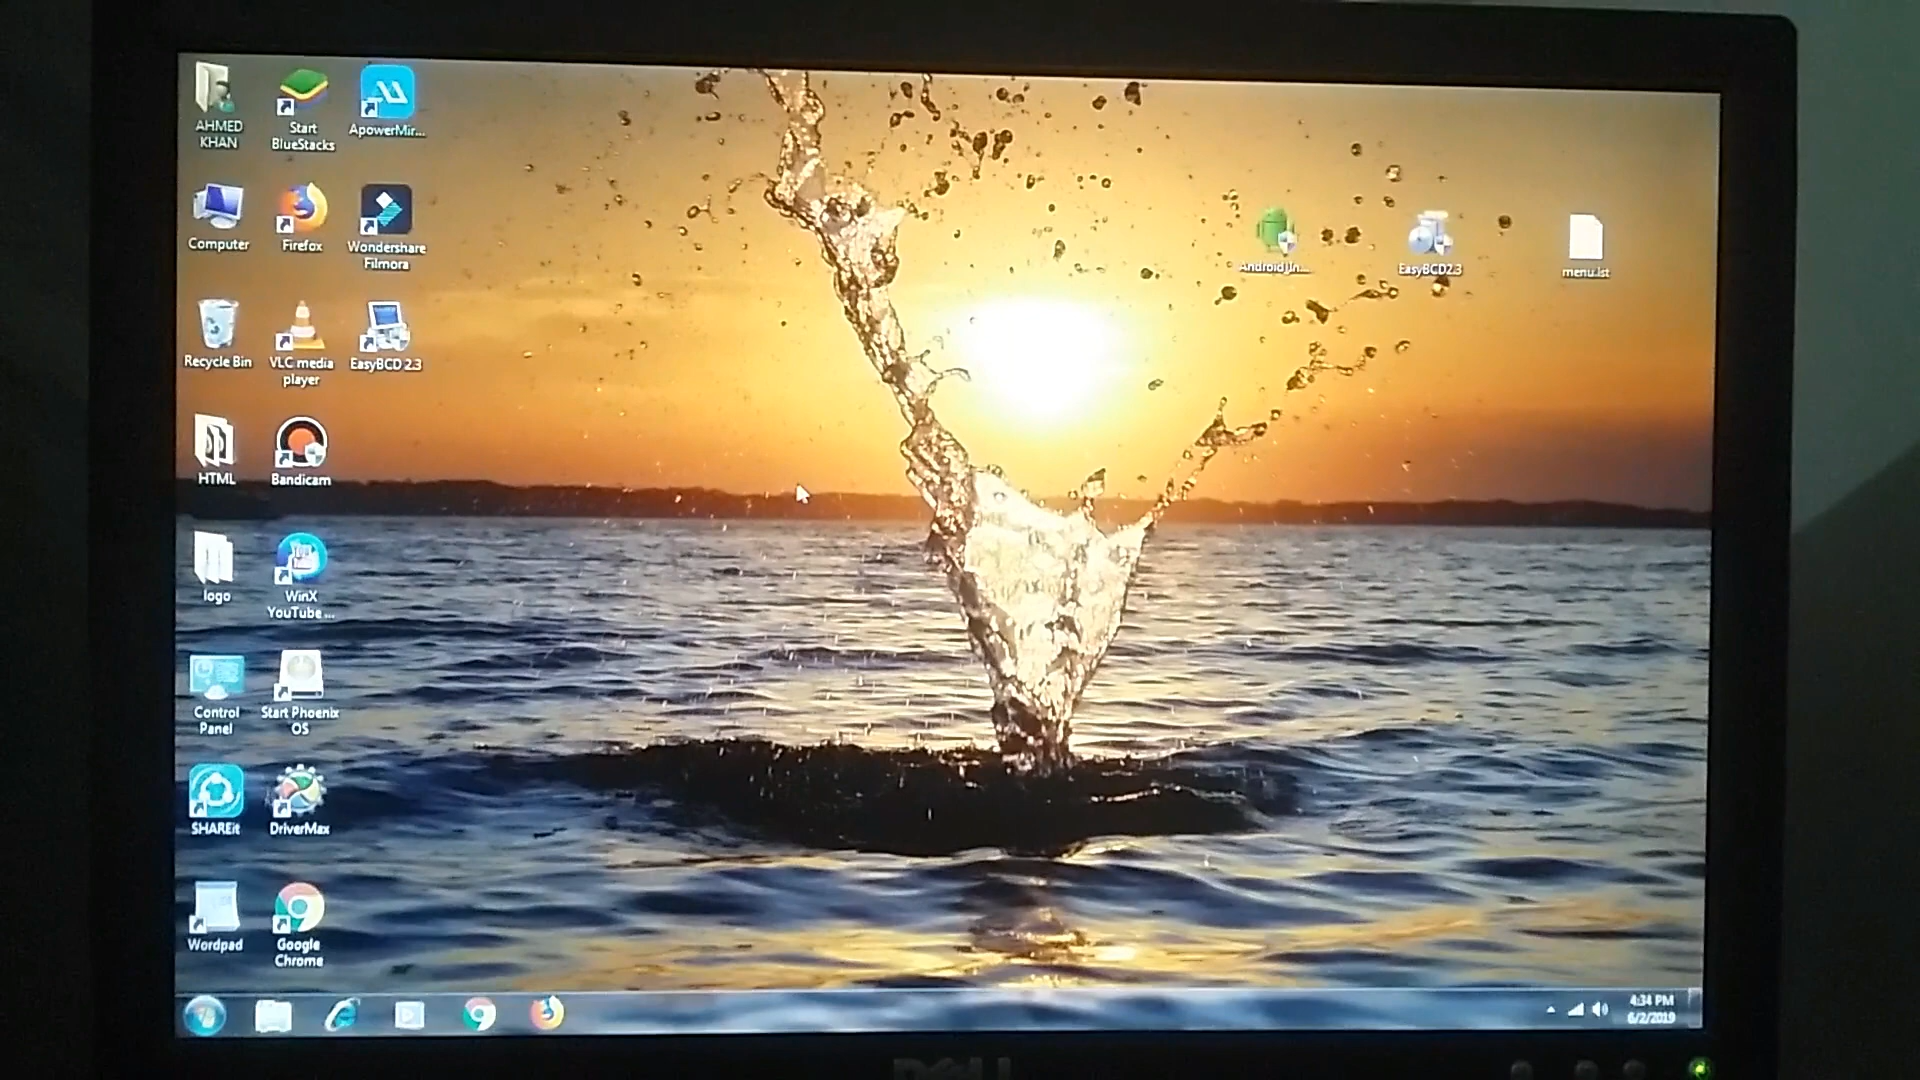 AHMED
KHAN
Start
BlueStacks
ApowerMir...
Computer
Firefox
Wondershare
Filmora
Recycle Bin
VLC media
player
EasyBCD 2.3
HTML
Bandicam
logo
WinX
YouTube ...
Control
Panel
Start Phoenix
OS
SHAREit
DriverMax
Wordpad
Google
Chrome
Android_In...
EasyBCD2.3
menu.lst
4:34 PM
6/2/2019
DELL